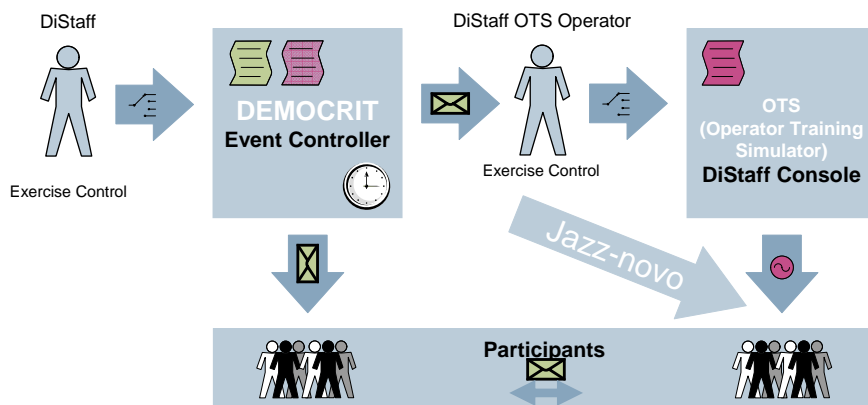 DiStaff
DiStaff OTS Operator
DEMOCRIT
Event Controller
OTS
(Operator Training
Simulator)
DiStaff Console
Exercise Control
Exercise Control
Jazz-novo
Participants